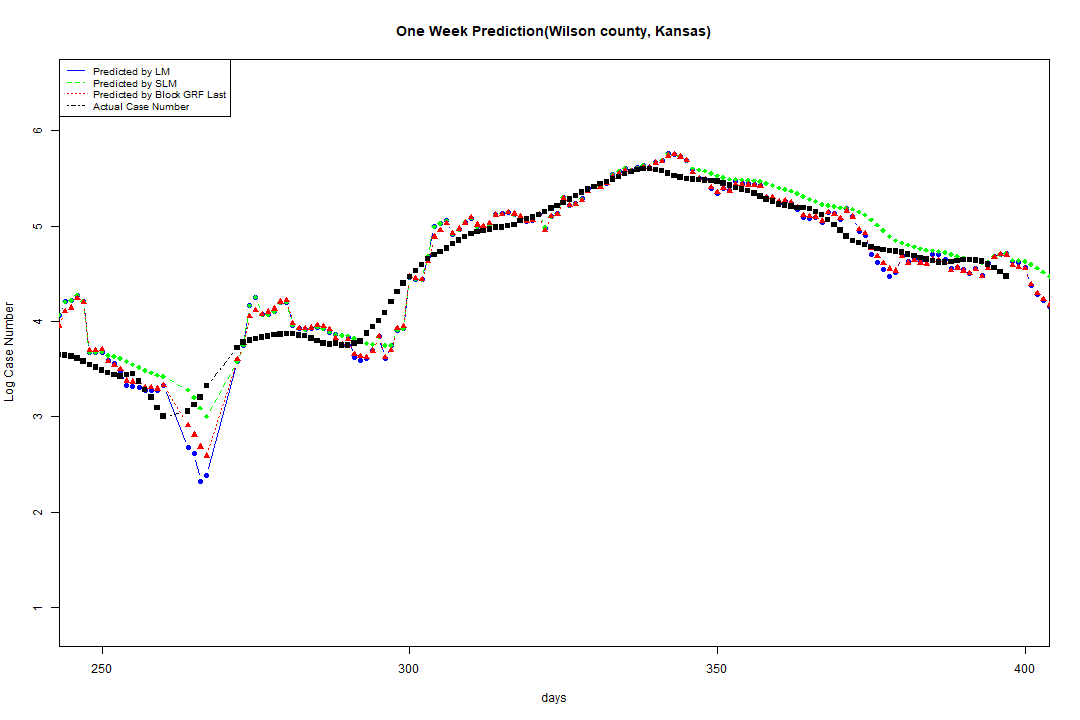 One Week Prediction(Wilson county, Kansas)
Predicted by LM
Predicted by SLM
Predicted by Block GRF Last
Actual Case Number
6
5
4
3
2
1
Log Case Number
250 300 350 400
days